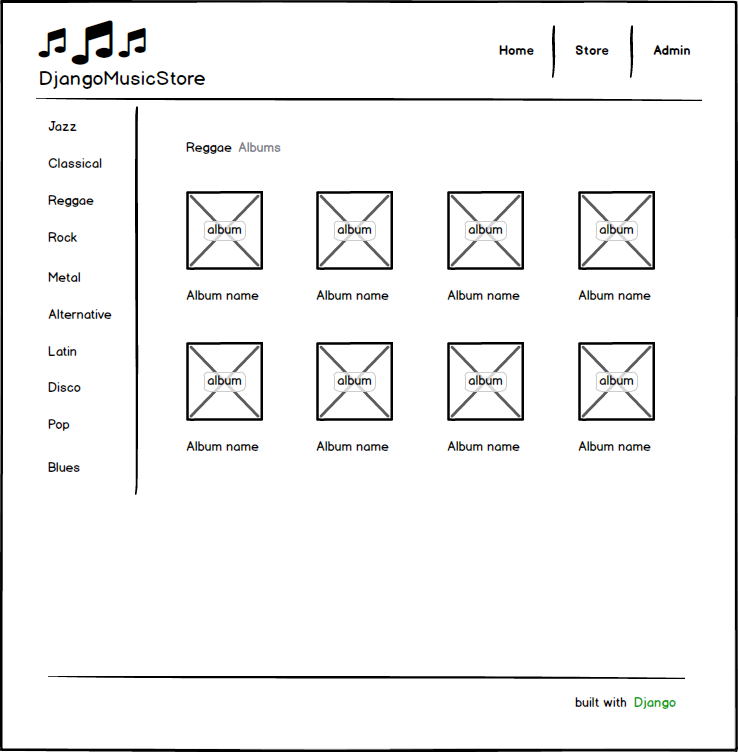 DjangoMusicStore
Home Store Admin
Jazz
Classical
Reggae
Rock
Metal
Alternative
Latin
Disco
Pop
Blues
Reggae Albums
album album album album
Album name Album name Album name Album name
album album album album
Album name Album name Album name Album name
built with Django